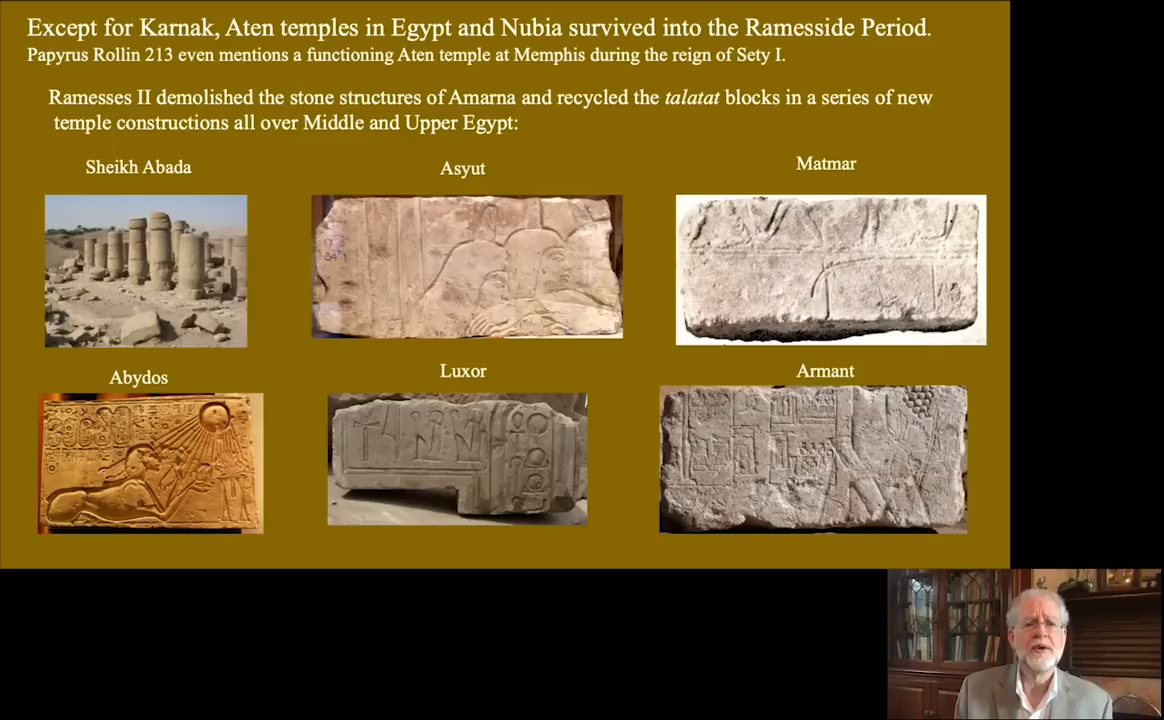 Except for Karnak, Aten temples in Egypt and Nubia survived into the Ramesside Period.
Papyrus Rollin 213 even mentions a functioning Aten temple at Memphis during the reign of Sety I.
Ramesses II demolished the stone structures of Amarna and recycled the talatat blocks in a series of new
temple constructions all over Middle and Upper Egypt:
Sheikh Abada
Asyut
Matmar
Abydos
Luxor
Armant